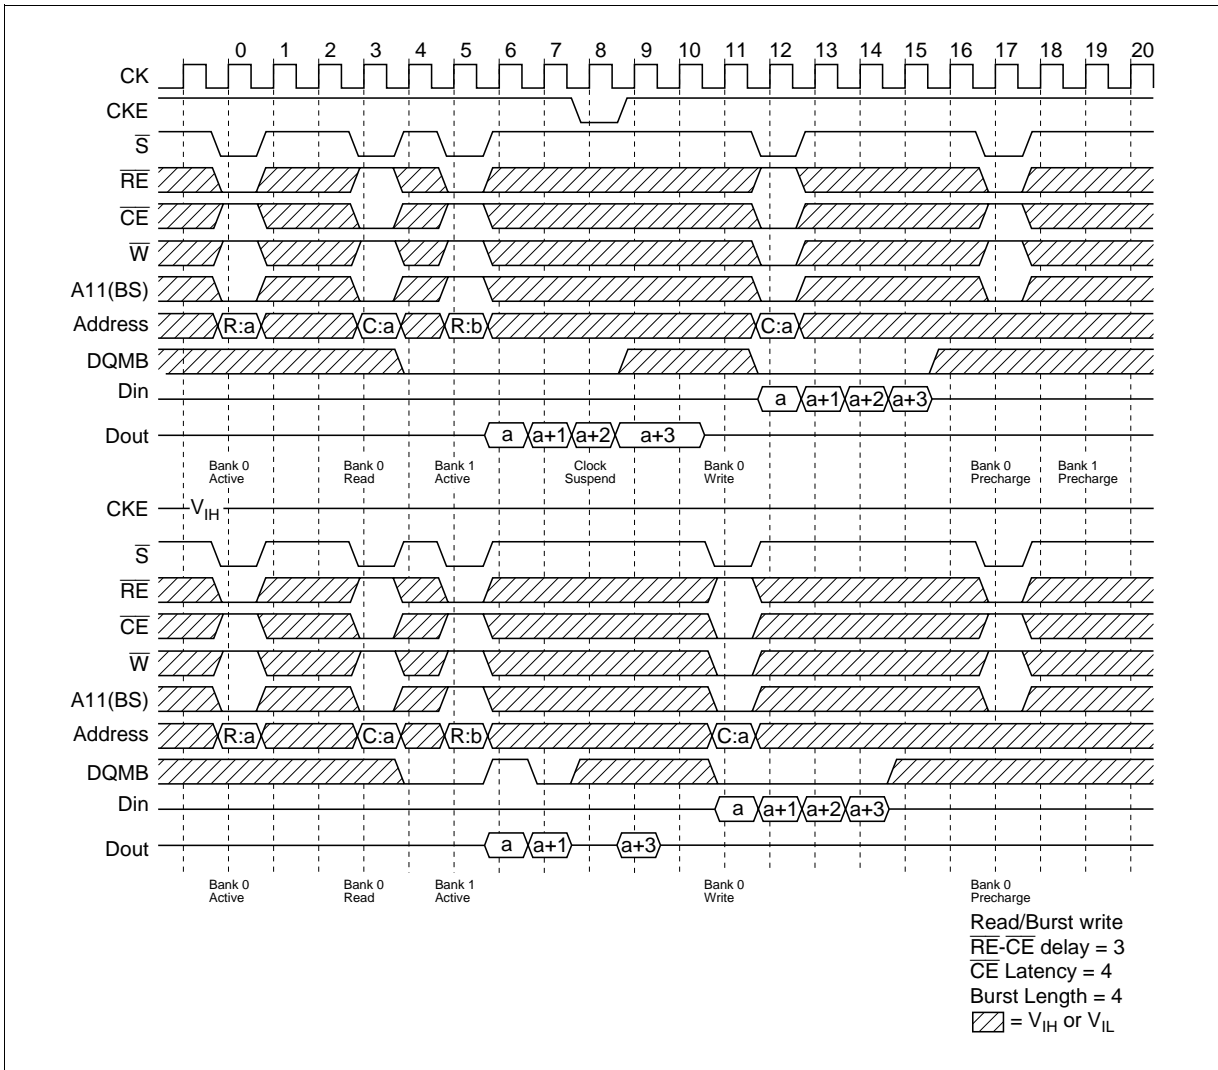 0 1 2 3 4 5 6 7 8 9 10 11 12 13 14 15 16 17 18 19 20
CK
CKE
S
RE
CE
W
A11(BS)
Address R:a C:a R:b C:a
DQMB
Din a a+1 a+2 a+3
Dout a a+1 a+2 a+3
Bank 0 Bank 0 Bank 1 Clock Bank 0 Bank 0 Bank 1
Active Read Active Suspend Write Precharge Precharge
CKE VIH
S
RE
CE
W
A11(BS)
Address R:a C:a R:b C:a
DQMB
Din a a+1 a+2 a+3
Dout a a+1 a+3
Bank 0 Bank 0 Bank 1 Bank 0 Bank 0
Active Read Active Write Precharge
Read/Burst write
RE-CE delay = 3
CE Latency = 4
Burst Length = 4
= VIH or VIL